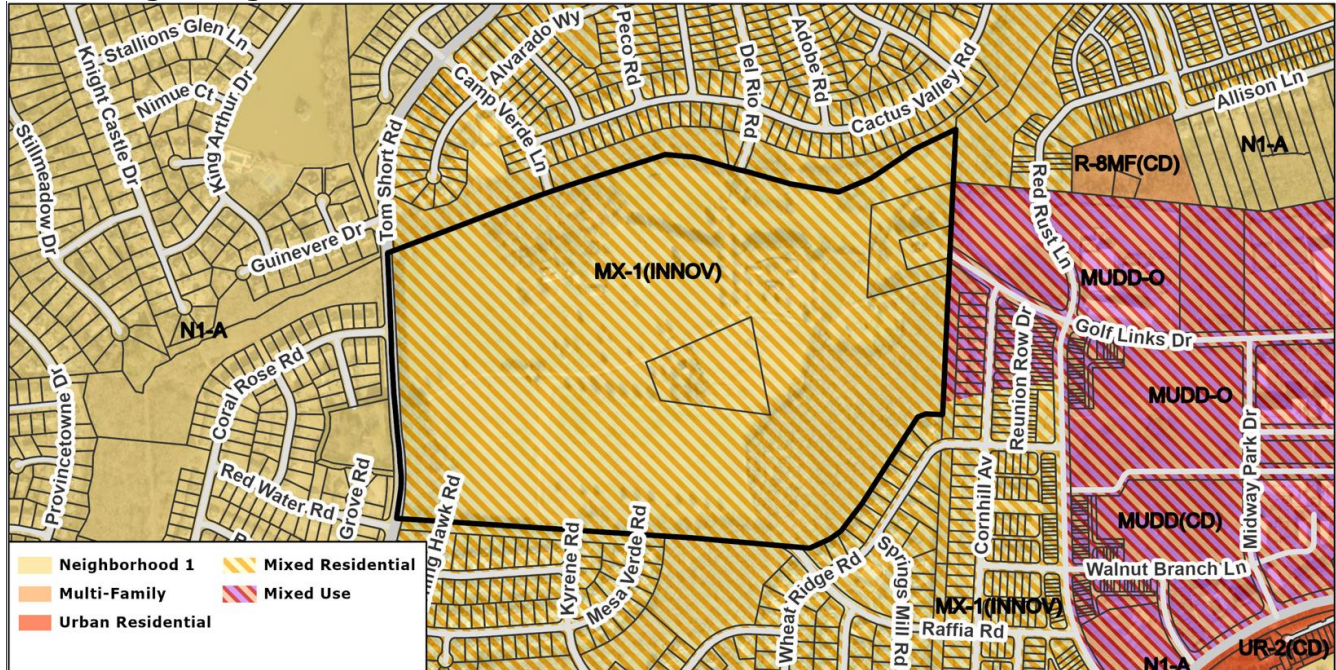 Stallions Glen Ln
Knight Castle Dr
Nimue Ct
King Arthur Dr
Stillmeadow Dr
Guinevere Dr
Tom Short Rd
Camp Verde Ln
Alvarado Wy
Peco Rd
Del Rio Rd
Adobe Rd
Cactus Valley Rd
Allison Ln
N1-A
R-8MF(CD)
Red Rust Ln
MX-1(INNOV)
MUDD-O
N1-A
Golf Links Dr
Reunion Row Dr
Coral Rose Rd
Provincetowne Dr
MUDD-O
Midway Park Dr
Red Water Rd
Grove Rd
Cornhill Av
MUDD(CD)
Kyrene Rd
Mesa Verde Rd
Springs Mill Rd
Wheat Ridge Rd
Walnut Branch Ln
MX-1(INNOV)
Raffia Rd
N1-A
UR-2(CD)
Neighborhood 1
Multi-Family
Urban Residential
Mixed Residential
Mixed Use